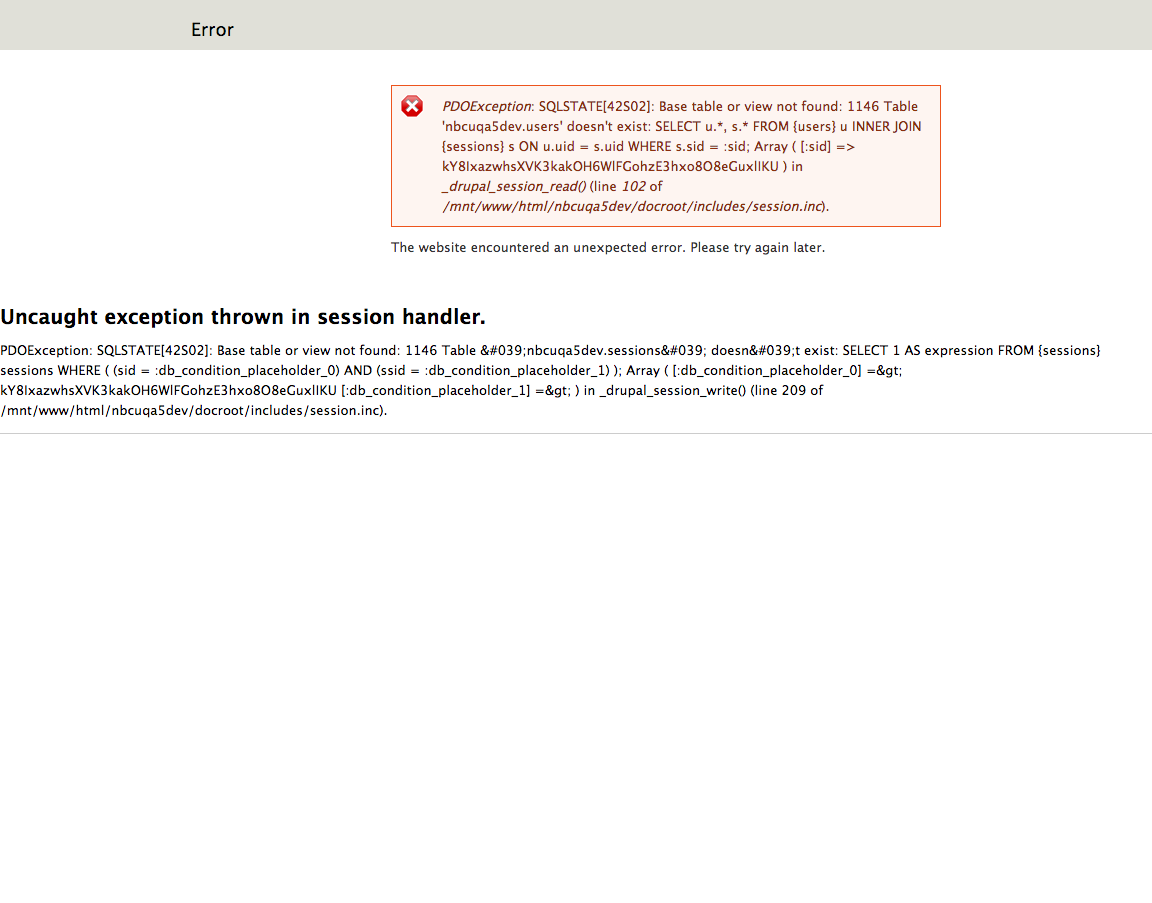 Error
PDOException: SQLSTATE[42S02]: Base table or view not found: 1146 Table
'nbcuqa5dev.users' doesn't exist: SELECT u.*, s.* FROM {users} u INNER JOIN
{sessions} s ON u.uid = s.uid WHERE s.sid = :sid; Array ( [:sid] =>
kY8IxazwhsXVK3kakOH6WlFGohzE3hxo8O8eGuxlIKU ) in
_drupal_session_read() (line 102 of
/mnt/www/html/nbcuqa5dev/docroot/includes/session.inc).
The website encountered an unexpected error. Please try again later.
Uncaught exception thrown in session handler.
PDOException: SQLSTATE[42S02]: Base table or view not found: 1146 Table &#039;nbcuqa5dev.sessions&#039; doesn&#039;t exist: SELECT 1 AS expression FROM {sessions}
sessions WHERE ( (sid = :db_condition_placeholder_0) AND (ssid = :db_condition_placeholder_1) ); Array ( [:db_condition_placeholder_0] =&gt;
kY8IxazwhsXVK3kakOH6WlFGohzE3hxo8O8eGuxlIKU [:db_condition_placeholder_1] =&gt; ) in _drupal_session_write() (line 209 of
/mnt/www/html/nbcuqa5dev/docroot/includes/session.inc).